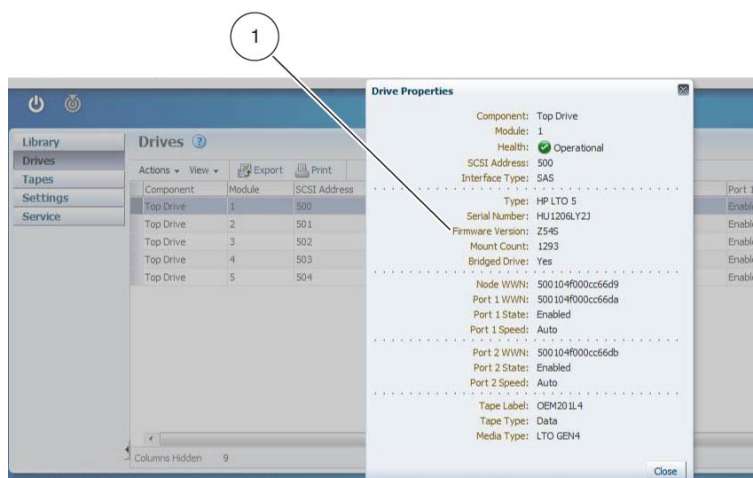 1
Drive Properties
Component: Top Drive
Module: 1
Health: Operational
SCSI Address: 500
Interface Type: SAS
Type: HP LTO 5
Serial Number: HU1206LY2J
Firmware Version: Z54S
Mount Count: 1293
Bridged Drive: Yes
Node WWN: 500104f000cc66d9
Port 1 WWN: 500104f000cc66da
Port 1 State: Enabled
Port 1 Speed: Auto
Port 2 WWN: 500104f000cc66db
Port 2 State: Enabled
Port 2 Speed: Auto
Tape Label: OEM201L4
Tape Type: Data
Media Type: LTO GEN4
Close
Library
Drives
Tapes
Settings
Service
Drives
Actions View Export Print
Component Module SCSI Address Port 1
Top Drive 1 500 Enabl
Top Drive 2 501 Enabl
Top Drive 3 502 Enabl
Top Drive 4 503 Enabl
Top Drive 5 504 Enabl
Columns Hidden 9